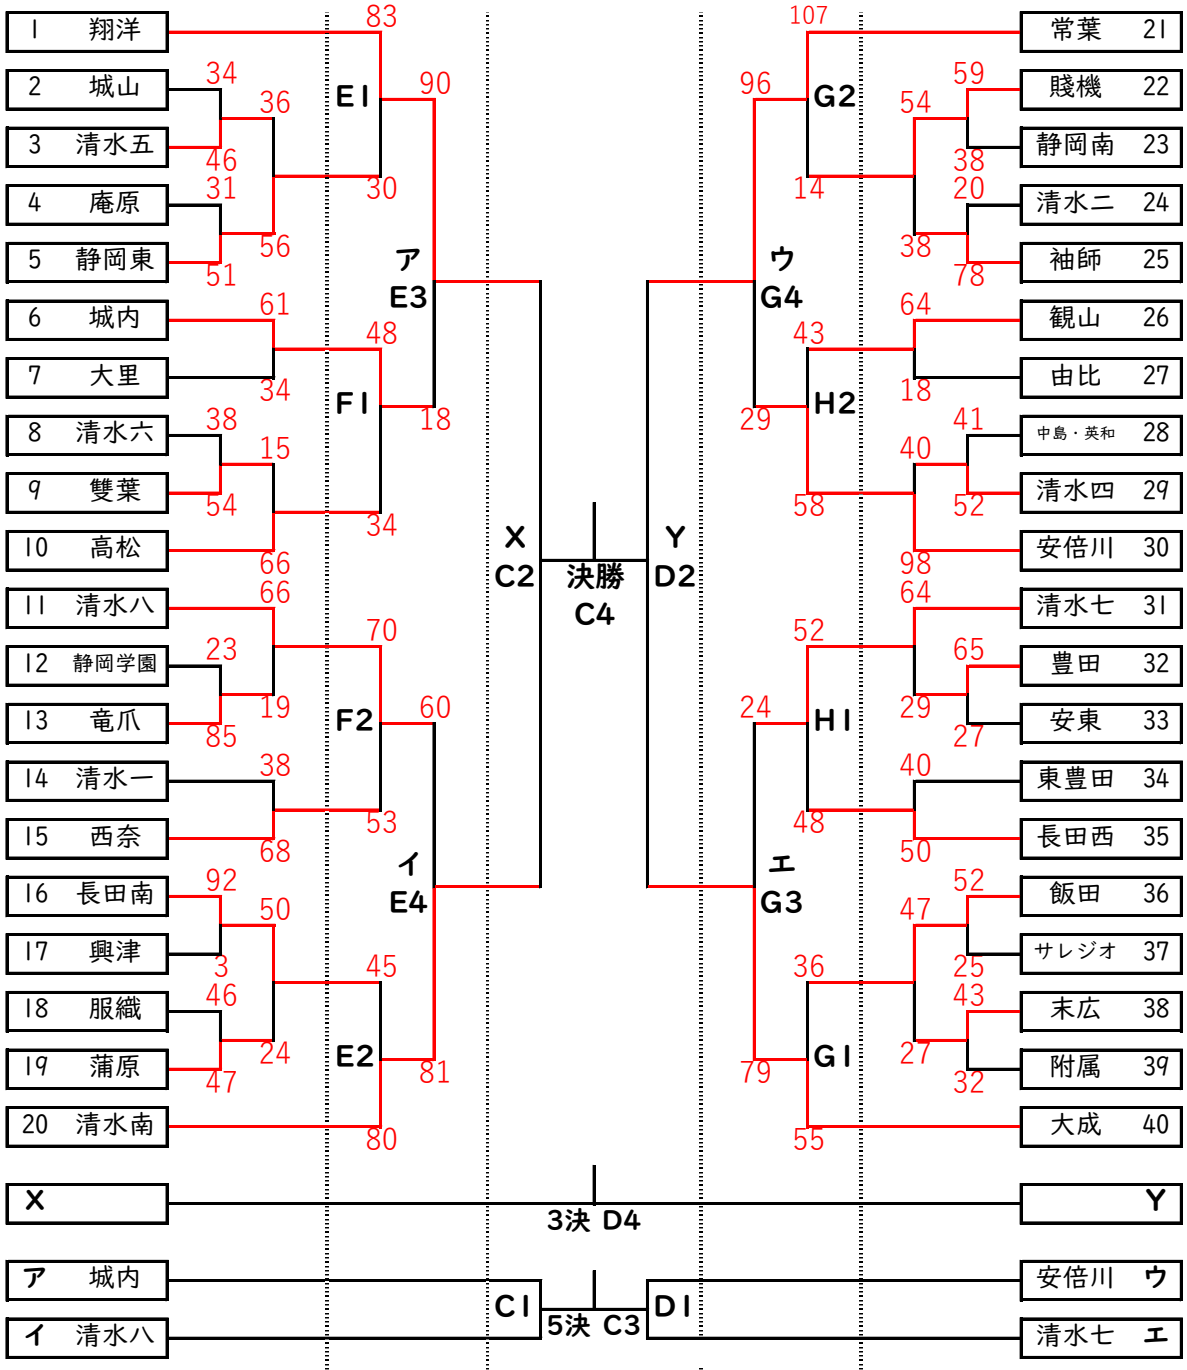 83 107
1 翔洋 常葉 21
34 90 96 59
2 城山 36 E1 G2 54 賤機 22
3 清水五 静岡南 23
46 38
31 30 14 20
4 庵原 清水二 24
56 38
5 静岡東 ア ウ 袖師 25
51 78
E3 G4
6 城内 61 64 観山 26
48 43
7 大里 由比 27
34 F1 H2 18
8 清水六 38 18 29 41 中島・英和 28
15 40
9 雙葉 清水四 29
54 34 58 52
10 高松 X Y 安倍川 30
66 98
C2 決勝 D2
C4
11 清水八 66 64 清水七 31
70 52
12 静岡学園 23 65 豊田 32
19 60 24 29
13 竜爪 F2 H1 安東 33
85 27
14 清水一 38 40 東豊田 34
53 48
15 西奈 長田西 35
68 50
イ エ
16 長田南 92 E4 G3 52 飯田 36
50 47
17 興津 サレジオ 37
3 45 36 25
18 服織 46 43 末広 38
24 27
19 蒲原 E2 G1 附属 39
47 81 79 32
20 清水南 大成 40
80 55
X Y
3決 D4
ア 城内 安倍川 ウ
C1 D1
5決 C3
イ 清水八 清水七 エ